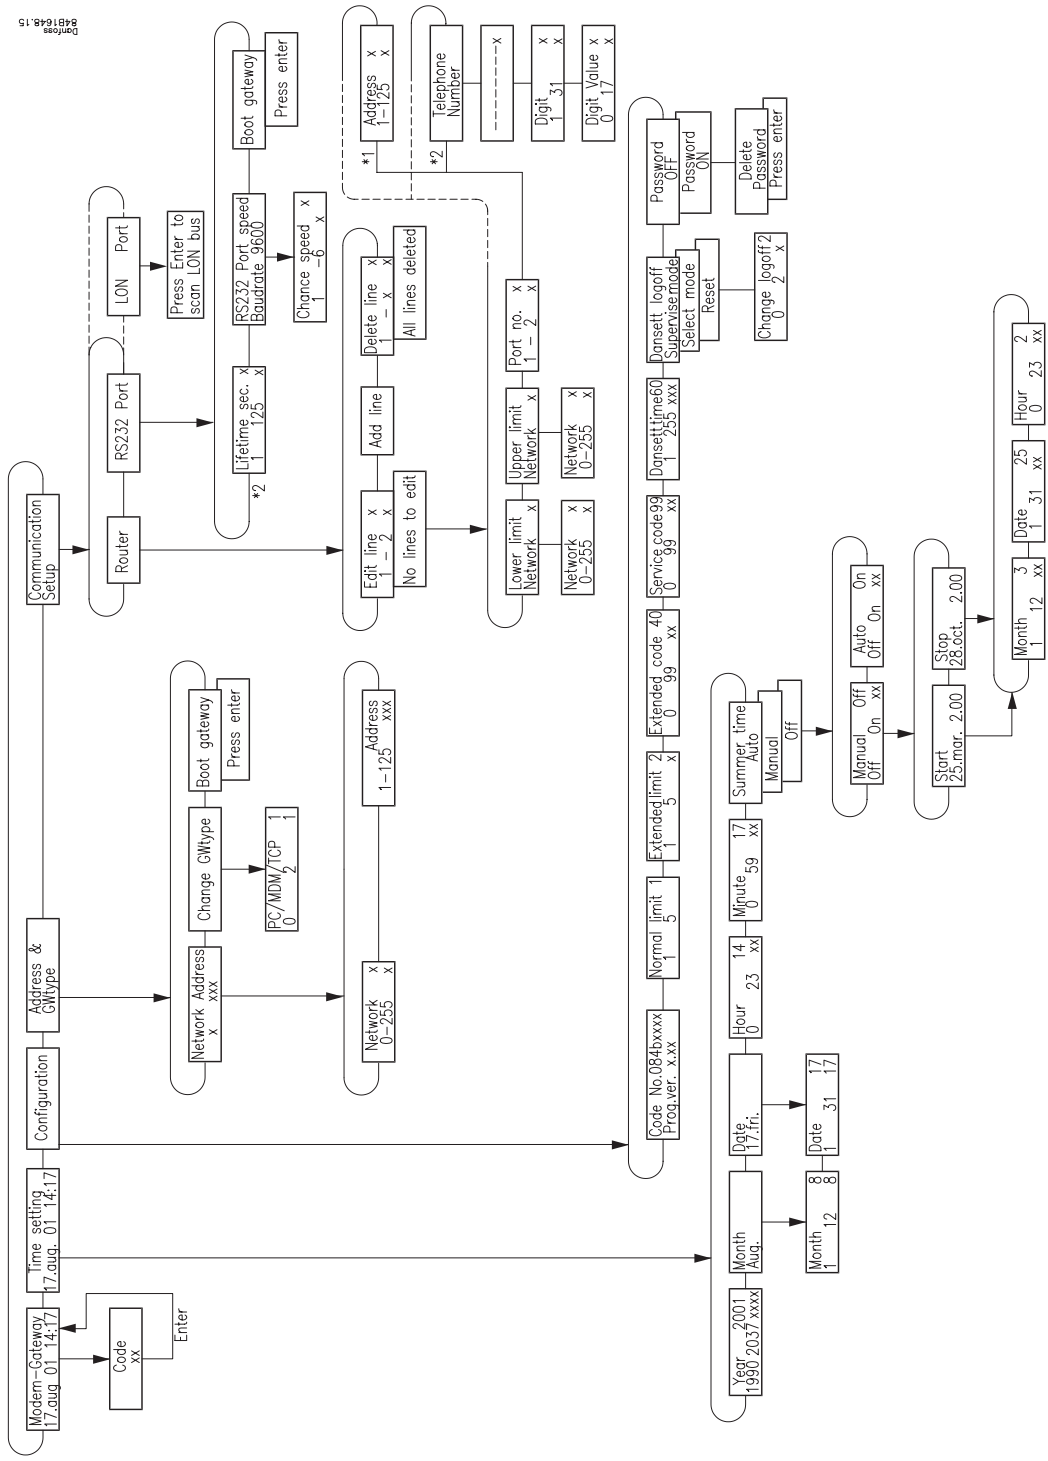 Danfoss
84B1648.15
Modem-Gateway
17.aug 01 14:17
Code
xx
Enter
Time setting
17.aug. 01 14:17
Configuration
Address &
GWtype
Communication
Setup
Router
RS232 Port
LON Port
Press Enter to
scan LON bus
Network Address
x xxx
Change GWtype
Boot gateway
Press enter
PC/MDM/TCP 1
0 2 1
Network x
0-255 x
Address
1-125 xxx
*2
Lifetime sec. x
1 125 x
RS232 Port speed
Baudrate 9600
Boot gateway
Press enter
Chance speed x
1 -6 x
Edit line x
1 - 2 x
No lines to edit
Add line
Delete line x
1 - x x
All lines deleted
Lower limit
Network x
Network x
0-255
Upper limit
Network x
Network x
0-255
Port no. x
1 - 2 x
*1
Address x
1-125 x
*2
Telephone
Number
-------- x
Digit x
1 31 x
Digit Value x
0 17 x
Code No.084bxxxx
Prog.ver. x.xx
Normal limit 1
1 5
Extended limit 2
1 5 x
Extended code 40
0 99 xx
Service code99
0 99 xx
Dansett.time60
1 255 xxx
Dansett logoff
Supervisemode
Select mode
Reset
Change logoff2
0 2 x
Password
OFF
Password
ON
Delete
Password
Press enter
Year 2001
1990 2037 xxxx
Month
Aug.
Month 8
1 12 8
Date
17.fri.
Date 17
1 31 17
Hour 14
0 23 xx
Minute 17
0 59 xx
Summer time
Auto
Manual
Off
Manual Off
Off On xx
Auto On
Off On xx
Start
25.mar. 2.00
Stop
28.oct. 2.00
Month 3
1 12 xx
Date 25
1 31 xx
Hour 2
0 23 xx